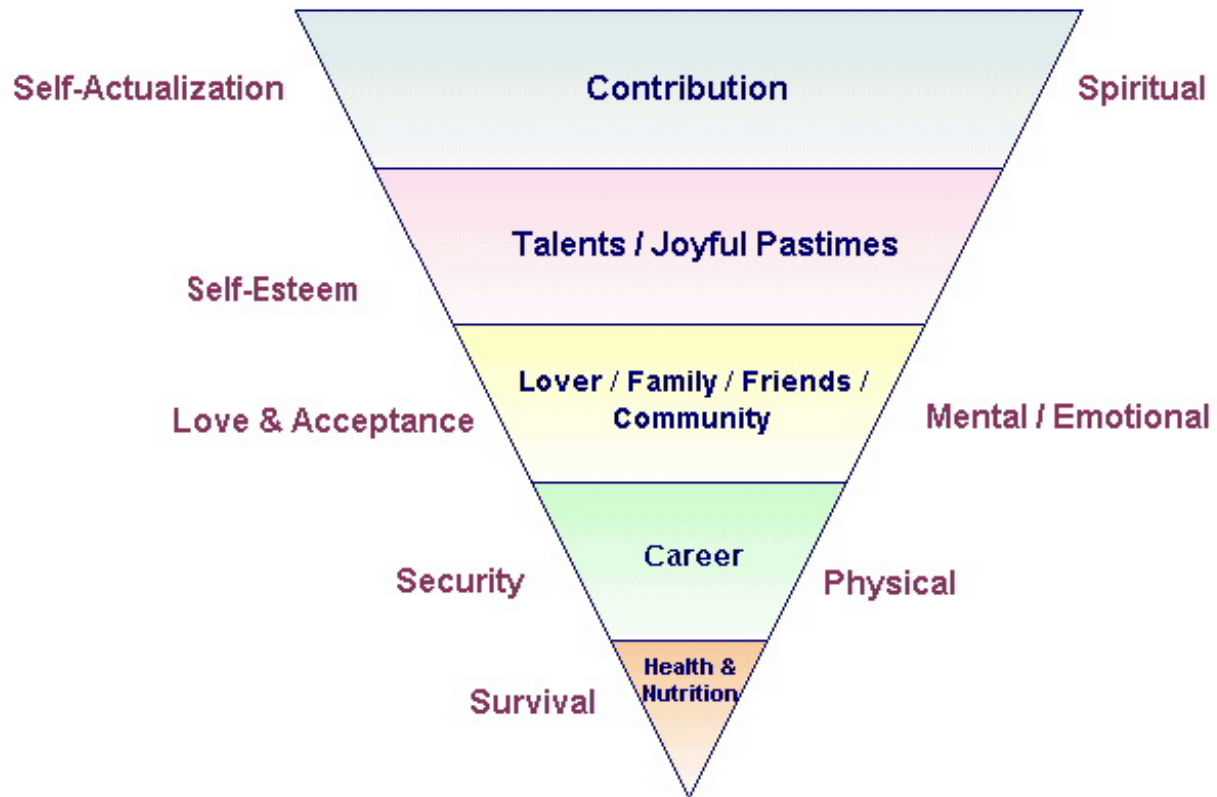 Self-Actualization
Contribution
Spiritual
Talents / Joyful Pastimes
Self-Esteem
Lover / Family / Friends /
Community
Love & Acceptance
Mental / Emotional
Career
Security
Physical
Health &
Nutrition
Survival